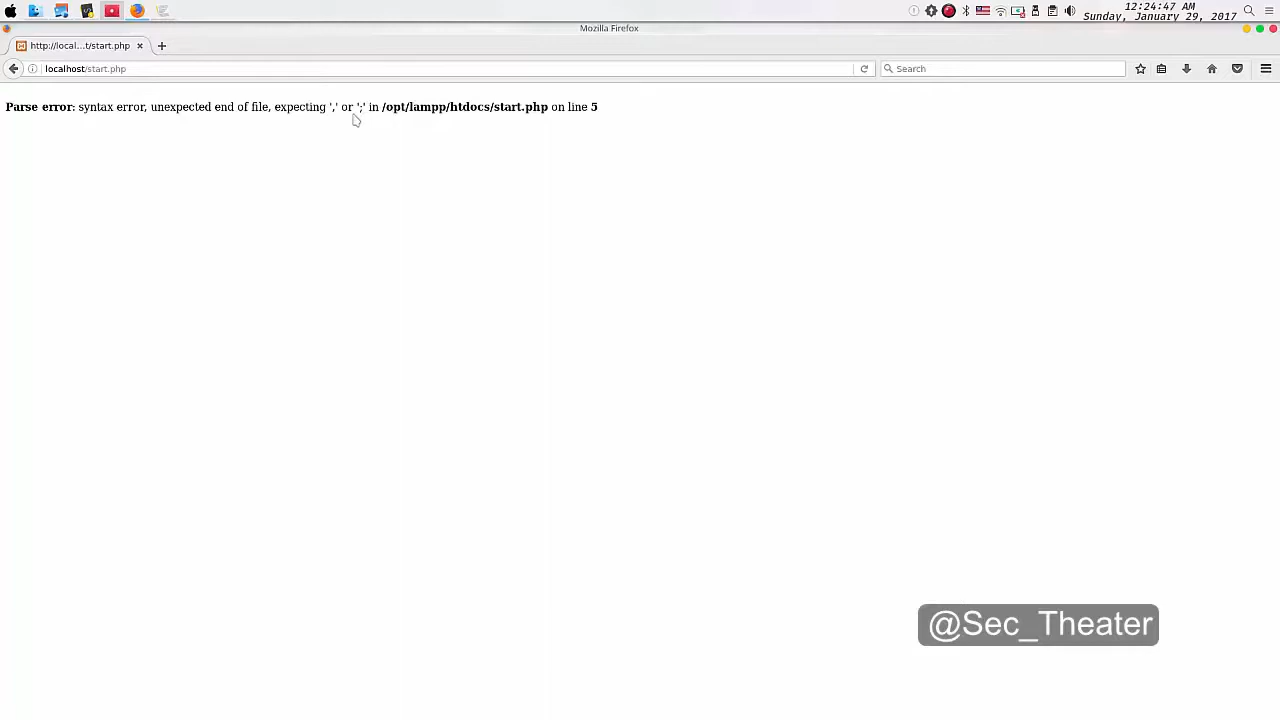 12:24:47 AM
Sunday, January 29, 2017
Mozilla Firefox
http://local...t/start.php
localhost/start.php
Search
Parse error: syntax error, unexpected end of file, expecting ',' or ';' in /opt/lampp/htdocs/start.php on line 5
@Sec_Theater